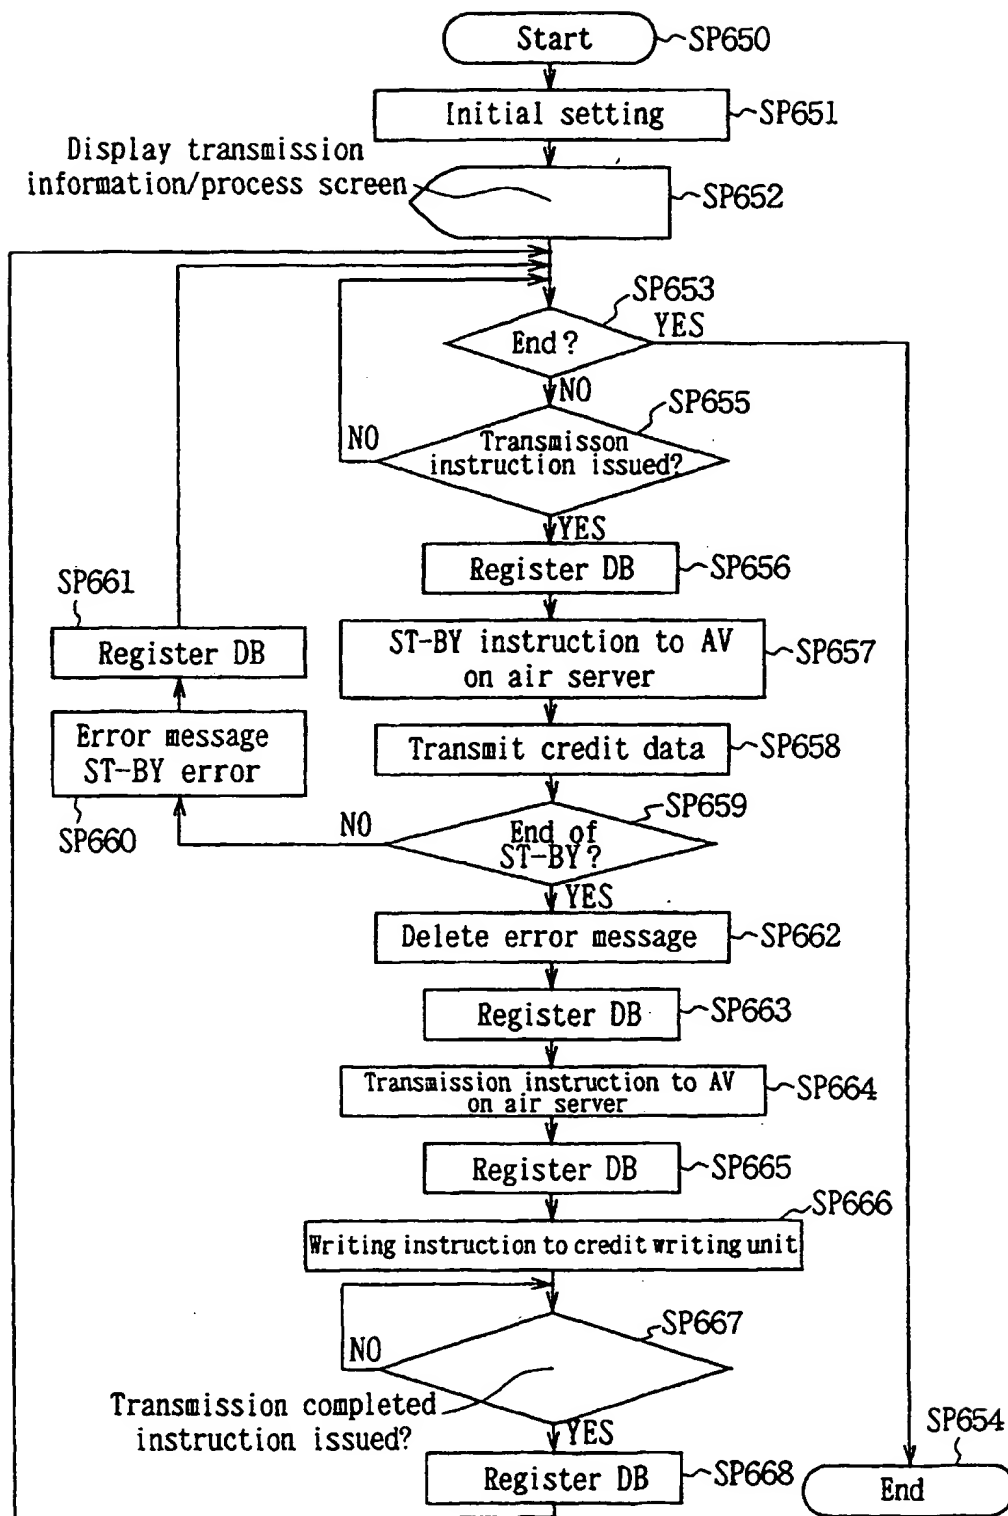 Start
SP650
Initial setting
SP651
Display transmission
information/process screen
SP652
SP653
End?
YES
NO
SP655
NO
Transmisson
instruction issued?
YES
Register DB
SP656
SP661
Register DB
ST-BY instruction to AV
on air server
SP657
Error message
ST-BY error
SP660
Transmit credit data
SP658
SP659
NO
End of
ST-BY?
YES
Delete error message
SP662
Register DB
SP663
Transmission instruction to AV
on air server
SP664
Register DB
SP665
SP666
Writing instruction to credit writing unit
SP667
NO
Transmission completed
instruction issued?
YES
SP654
Register DB
SP668
End